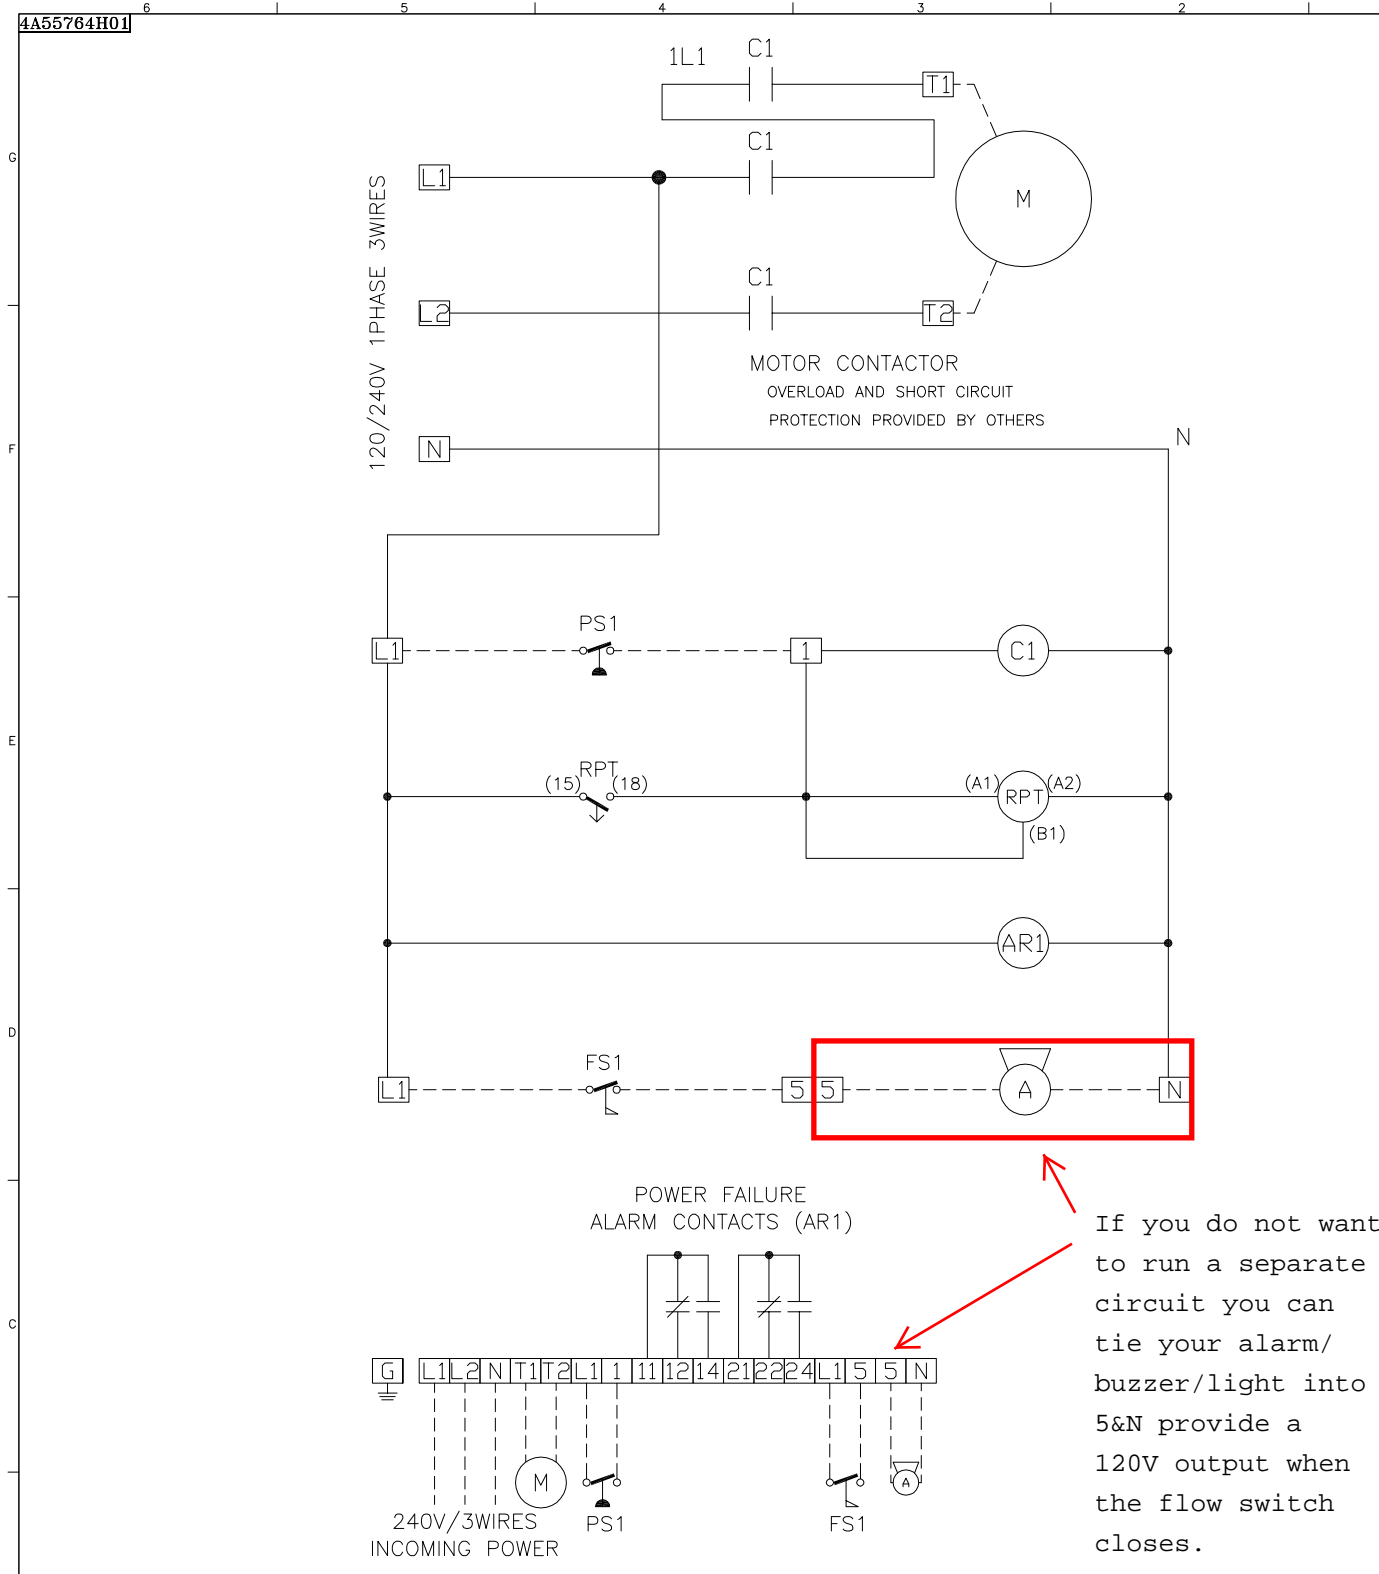 6 5 4 3 2
4A55764H01
1L1 C1
T1
G
C1
L1
M
120/240V 1PHASE 3WIRES
C1
L2 T2
MOTOR CONTACTOR
OVERLOAD AND SHORT CIRCUIT
PROTECTION PROVIDED BY OTHERS
F
N N
PS1
L1 1 C1
E
RPT
(15) (18) (A1) RPT (A2)
(B1)
AR1
D
FS1
L1 5 5 A N
POWER FAILURE
ALARM CONTACTS (AR1)
If you do not want
to run a separate
circuit you can
tie your alarm/
buzzer/light into
5&N provide a
120V output when
the flow switch
closes.
C
G L1 L2 N T1 T2 L1 1 11 12 14 21 22 24 L1 5 5 N
M A
240V/3WIRES
INCOMING POWER
PS1 FS1